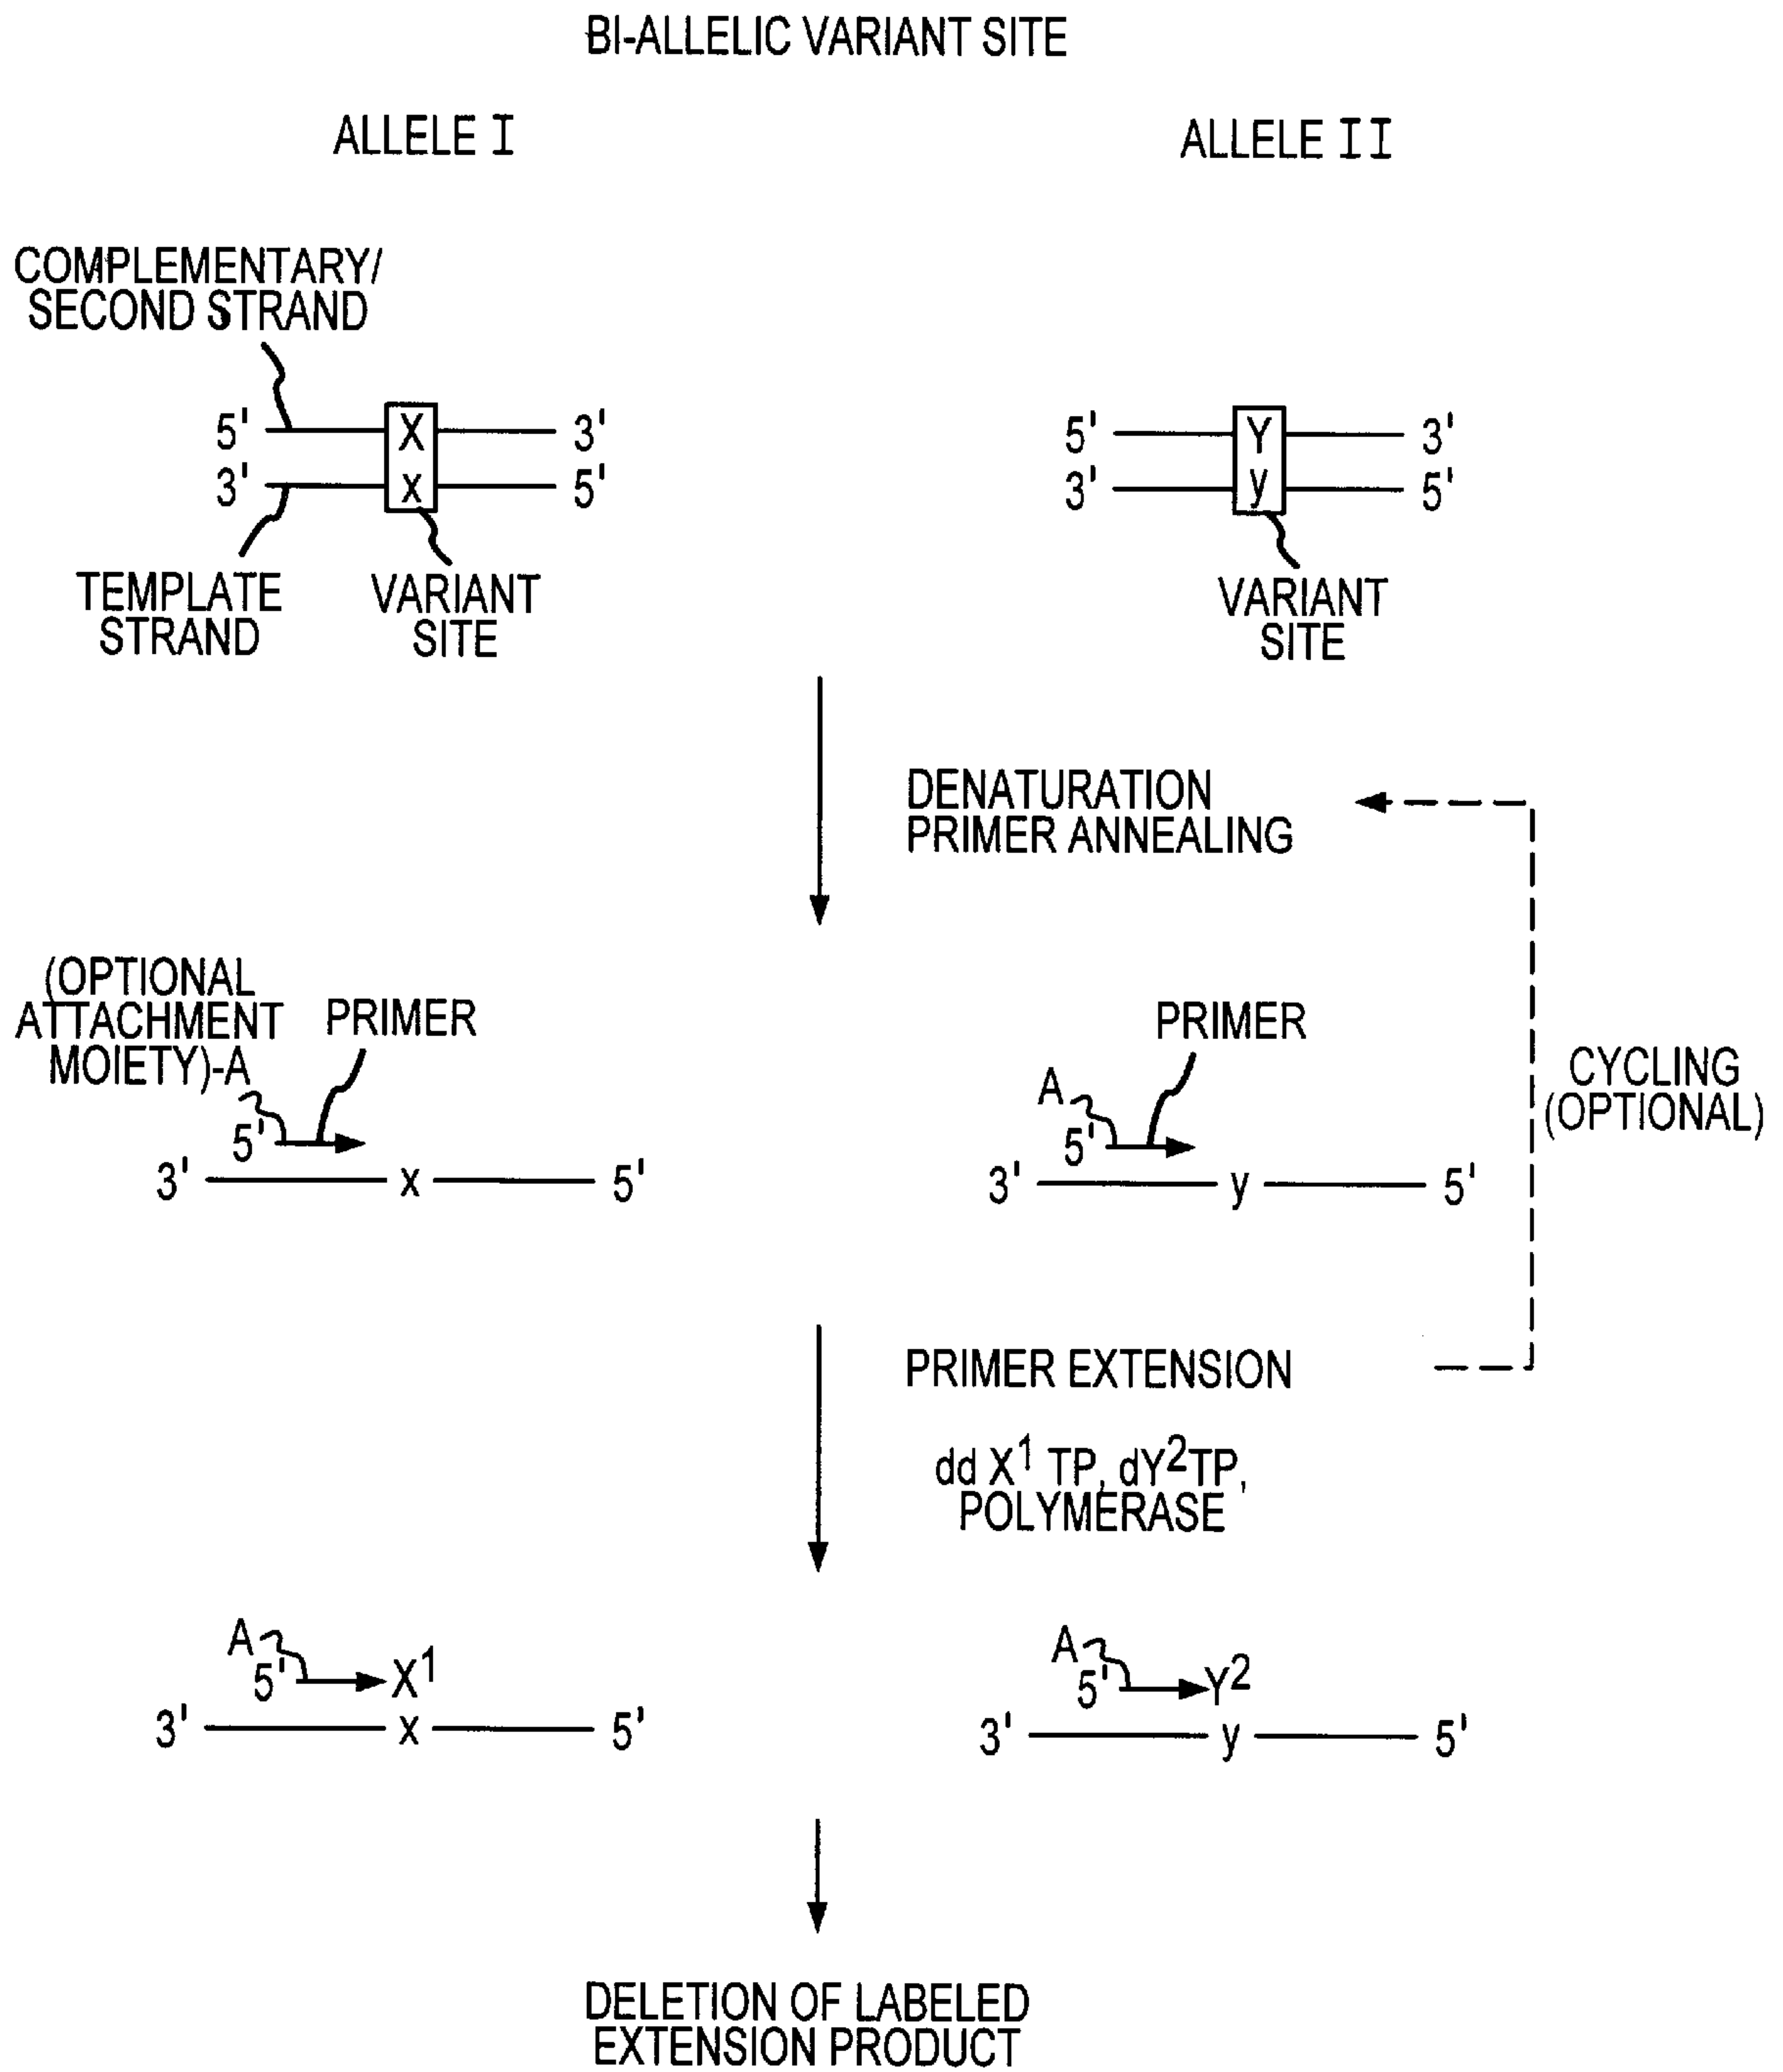 BI-ALLELIC VARIANT SITE
ALLELE I
ALLELE II
COMPLEMENTARY/
SECOND STRAND
5' X 3'
3' x 5'
TEMPLATE
STRAND
VARIANT
SITE
5' Y 3'
3' y 5'
VARIANT
SITE
DENATURATION
PRIMER ANNEALING
(OPTIONAL
ATTACHMENT
MOIETY)-A
PRIMER
5'
3' x 5'
PRIMER
A
5'
3' y 5'
CYCLING
(OPTIONAL)
PRIMER EXTENSION
dd X¹ TP, dY²TP,
POLYMERASE
A
5' X¹
3' x 5'
A
5' Y²
3' y 5'
DELETION OF LABELED
EXTENSION PRODUCT